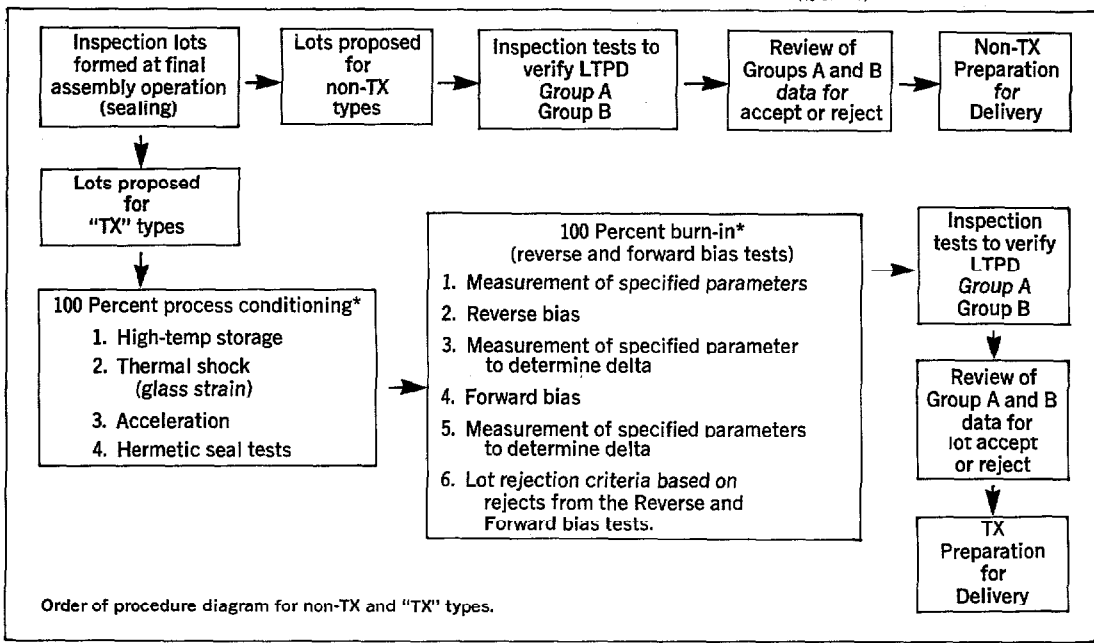 Inspection lots
formed at final
assembly operation
(sealing)
Lots proposed
for
non-TX
types
Inspection tests to
verify LTPD
Group A
Group B
Review of
Groups A and B
data for
accept or reject
Non-TX
Preparation
for
Delivery
Lots proposed
for
"TX" types
100 Percent process conditioning*
1. High-temp storage
2. Thermal shock
(glass strain)
3. Acceleration
4. Hermetic seal tests
100 Percent burn-in*
(reverse and forward bias tests)
1. Measurement of specified parameters
2. Reverse bias
3. Measurement of specified parameter
to determine delta
4. Forward bias
5. Measurement of specified parameters
to determine delta
6. Lot rejection criteria based on
rejects from the Reverse and
Forward bias tests.
Inspection
tests to verify
LTPD
Group A
Group B
Review of
Group A and B
data for
lot accept
or reject
TX
Preparation
for
Delivery
Order of procedure diagram for non-TX and "TX" types.